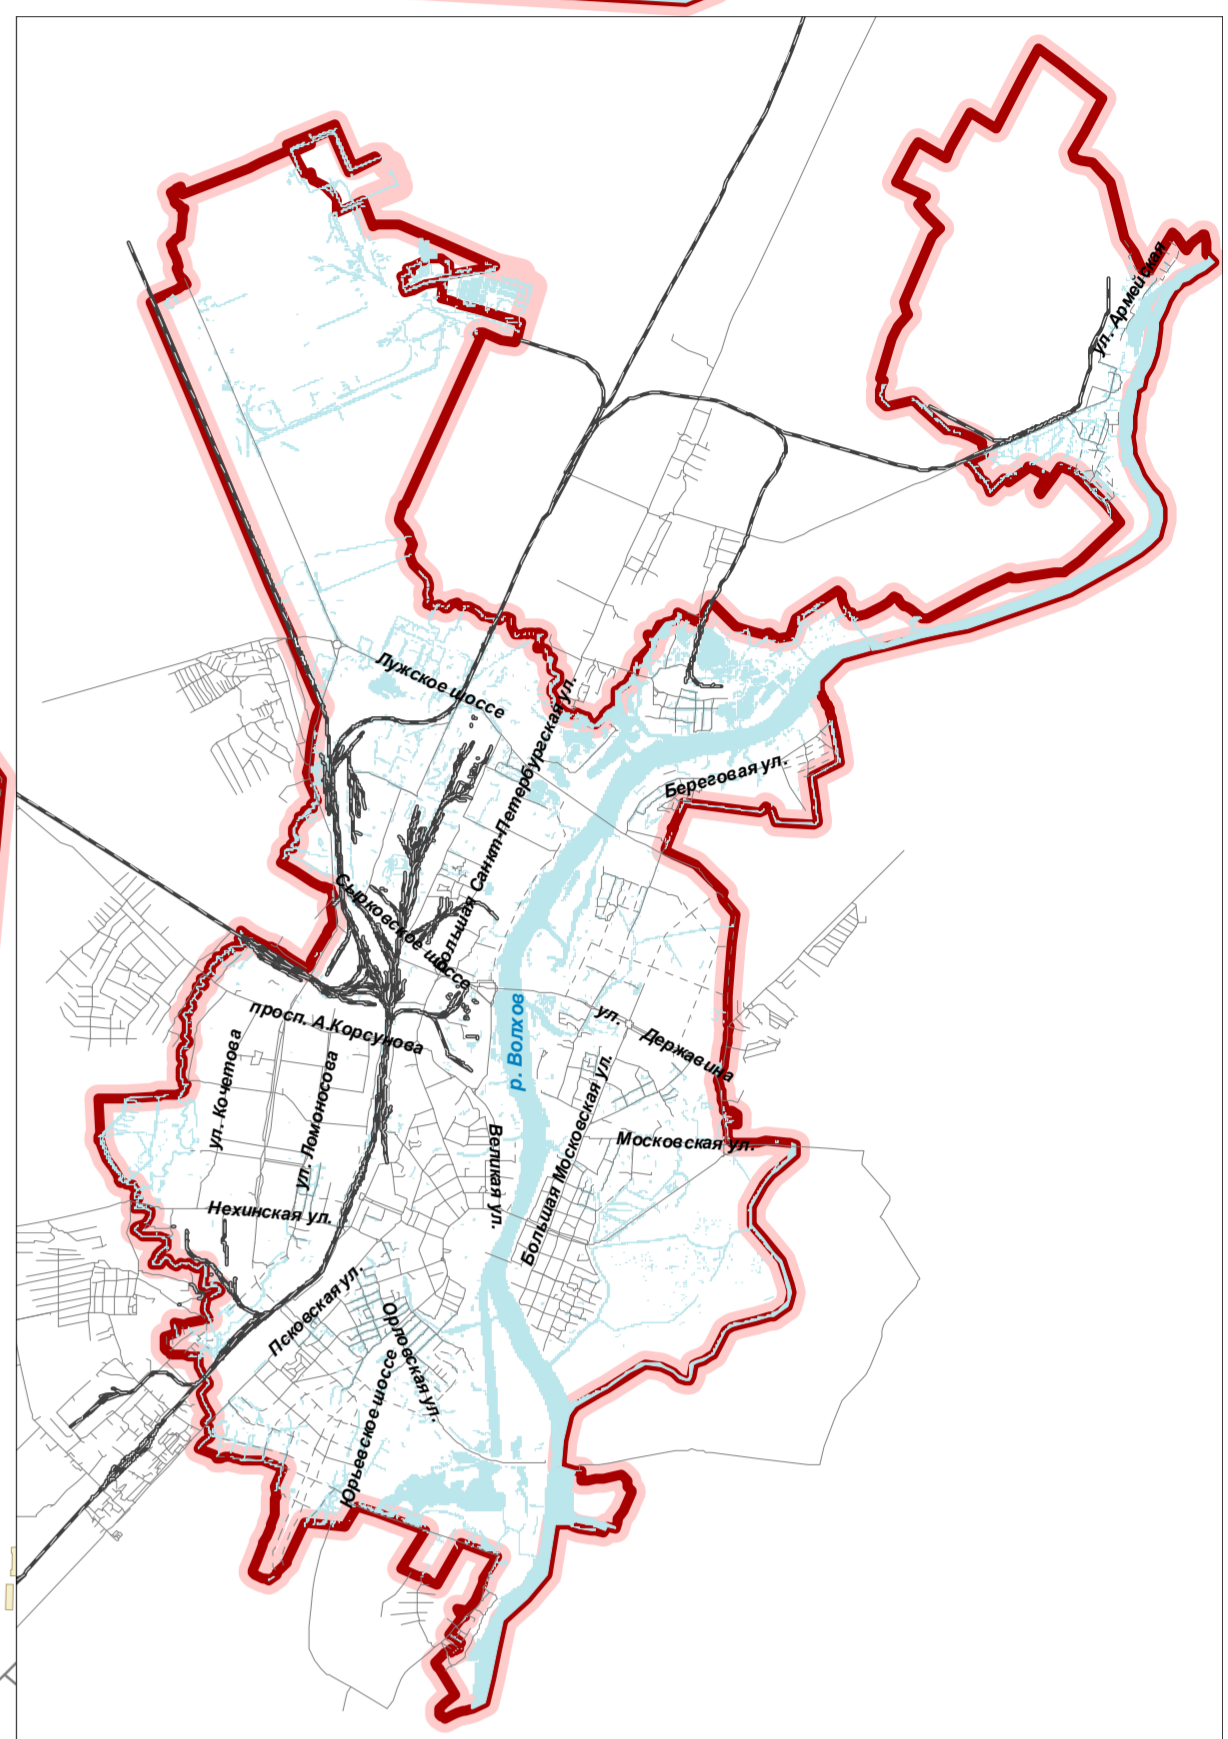 ул. Армейская
Лужское шоссе
Большая Санкт-Петербургская ул.
Береговая ул.
Сырковское шоссе
р. Волхов
просп. А.Корсунова
ул. Державина
ул. Кочетова
ул. Ломоносова
Великая ул.
Большая Московская ул.
Московская ул.
Нехинская ул.
Псковская ул.
Орловская ул.
Юрьевское шоссе